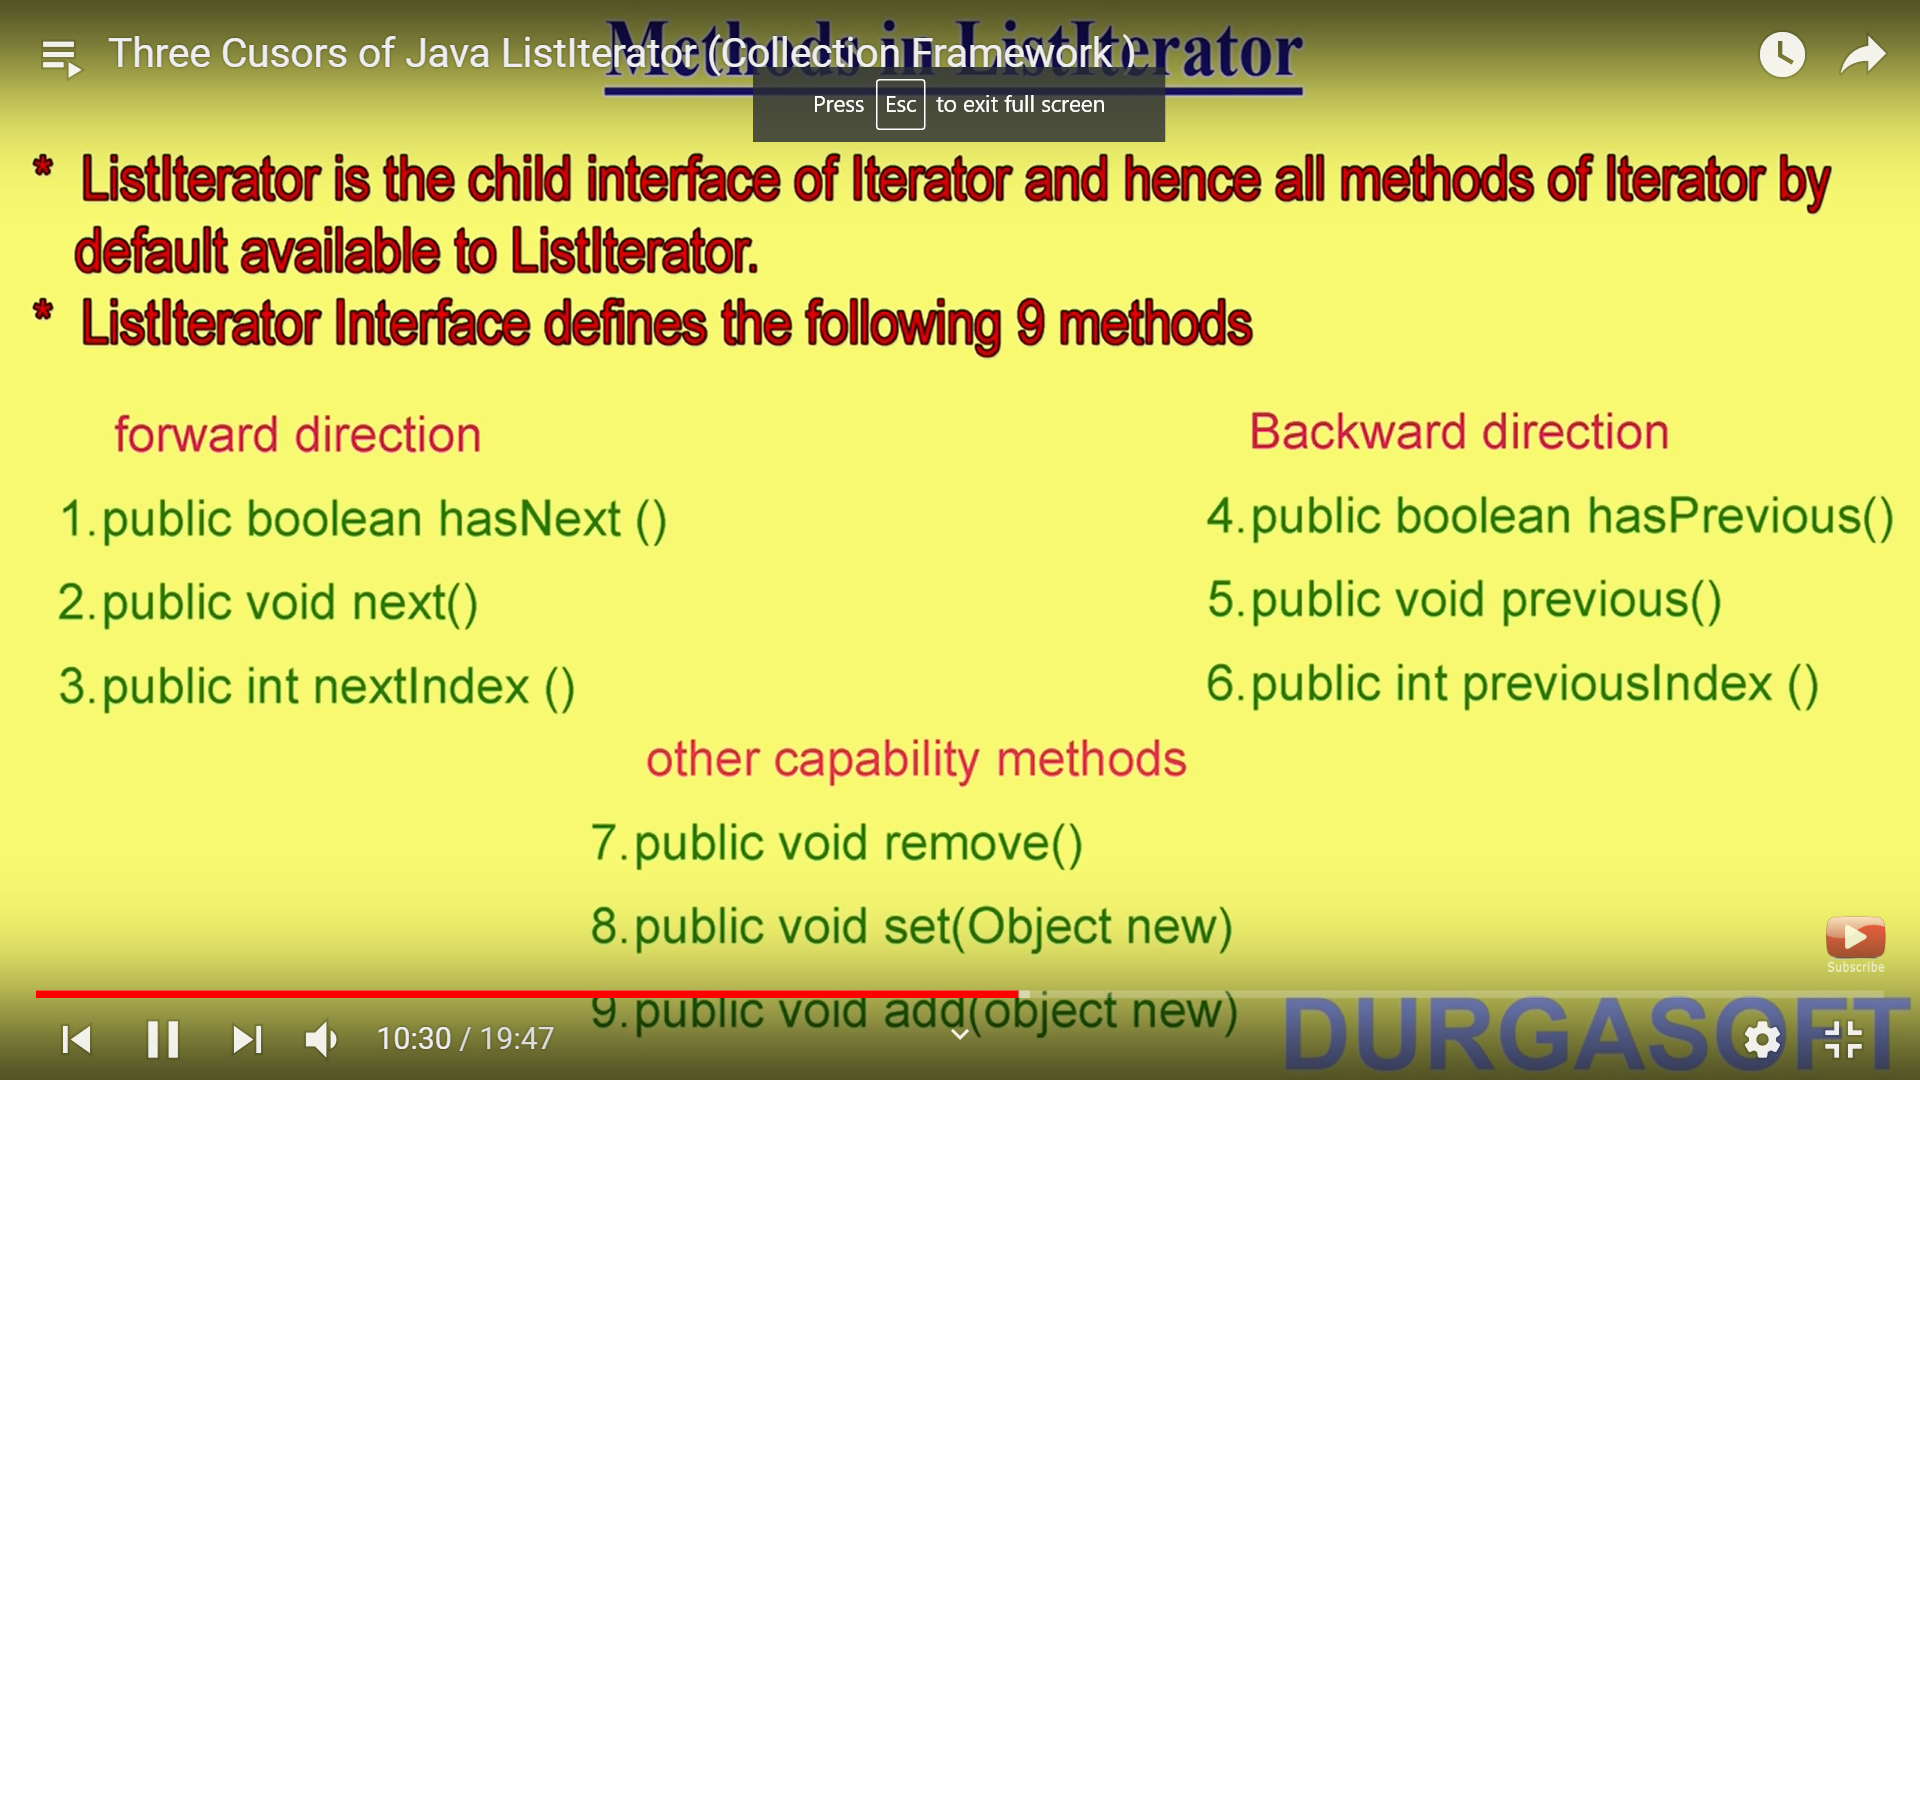 Methods in ListIterator
Three Cusors of Java ListIterator (Collection Framework )
Press Esc to exit full screen
* ListIterator is the child interface of Iterator and hence all methods of Iterator by
default available to ListIterator.
* ListIterator Interface defines the following 9 methods
forward direction
1.public boolean hasNext ()
2.public void next()
3.public int nextIndex ()
Backward direction
4.public boolean hasPrevious()
5.public void previous()
6.public int previousIndex ()
other capability methods
7.public void remove()
8.public void set(Object new)
9.public void add(object new)
Subscribe
10:30 / 19:47
DURGASOFT